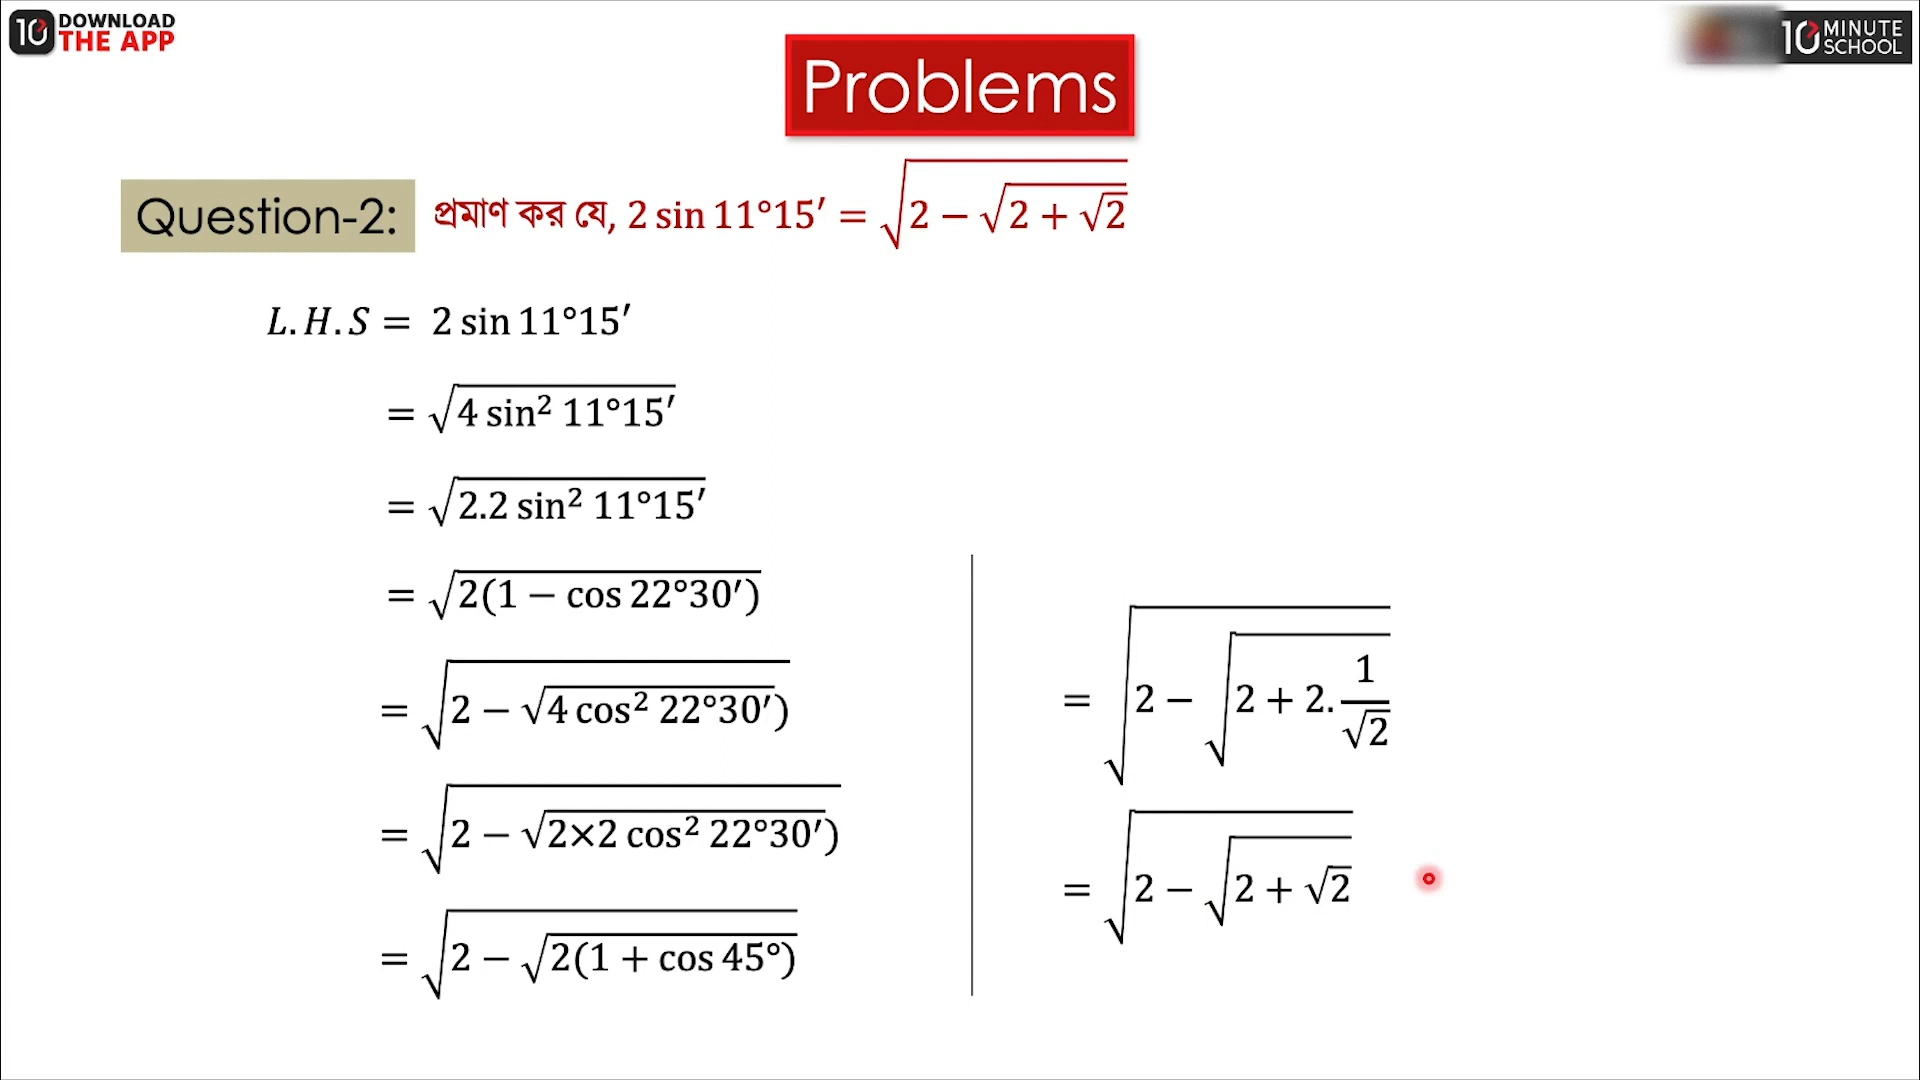 DOWNLOAD
THE APP
10 MINUTE
SCHOOL
Problems
Question-2: প্রমাণ কর যে, 2 sin 11°15′ = √(2 − √(2 + √2))
L.H.S = 2 sin 11°15′
= √(4 sin² 11°15′)
= √(2.2 sin² 11°15′)
= √(2(1 − cos 22°30′))
= √(2 − √(4 cos² 22°30′))
= √(2 − √(2×2 cos² 22°30′))
= √(2 − √(2(1 + cos 45°)))
= √(2 − √(2 + 2.1/√2))
= √(2 − √(2 + √2))